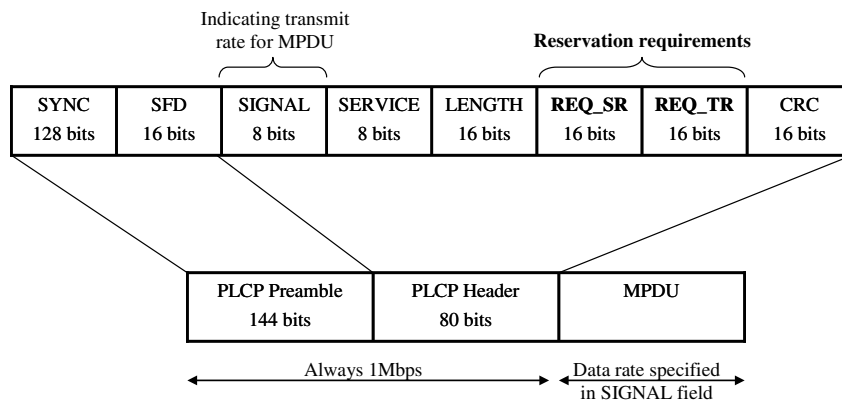 Indicating transmit
rate for MPDU
Reservation requirements
SYNC
128 bits
SFD
16 bits
SIGNAL
8 bits
SERVICE
8 bits
LENGTH
16 bits
REQ_SR
16 bits
REQ_TR
16 bits
CRC
16 bits
PLCP Preamble
144 bits
PLCP Header
80 bits
MPDU
Always 1Mbps
Data rate specified
in SIGNAL field